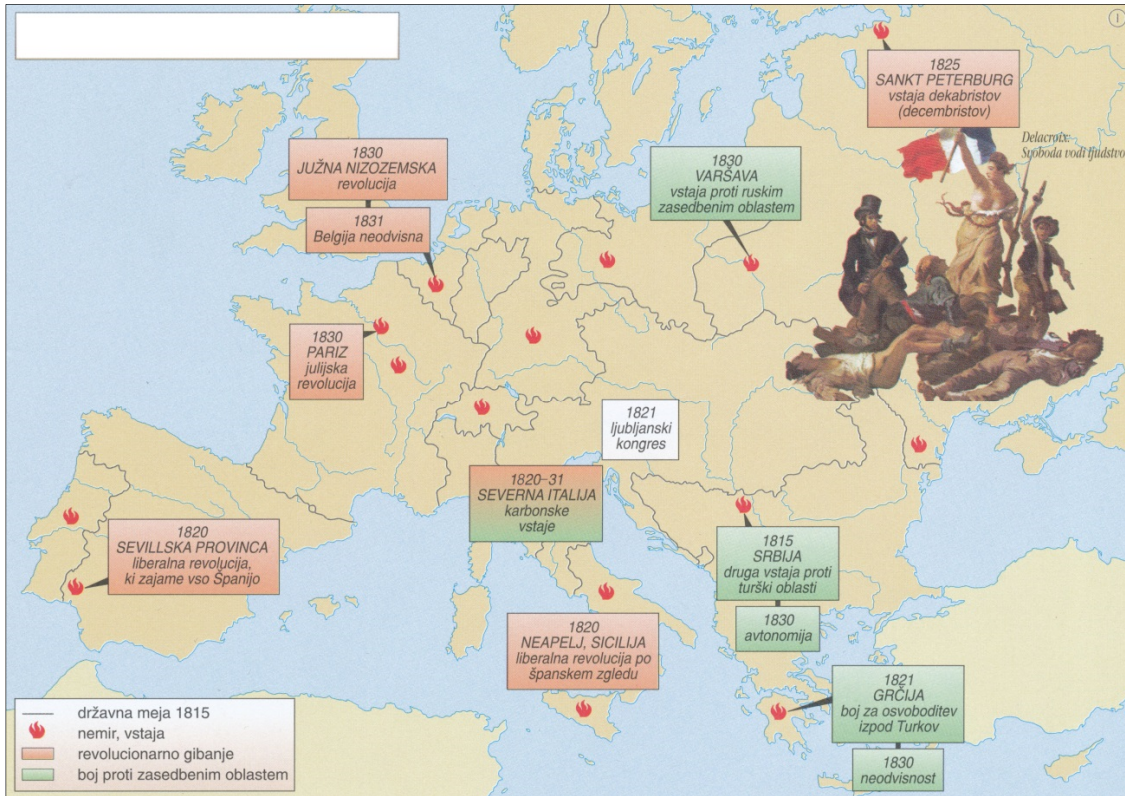 1
1825
SANKT PETERBURG
vstaja dekabristov
(decembristov)
Delacroix:
Svoboda vodi ljudstvo
1830
JUŽNA NIZOZEMSKA
revolucija
1831
Belgija neodvisna
1830
VARŠAVA
vstaja proti ruskim
zasedbenim oblastem
1830
PARIZ
julijska
revolucija
1821
ljubljanski
kongres
1820–31
SEVERNA ITALIJA
karbonske
vstaje
1820
SEVILLSKA PROVINCA
liberalna revolucija,
ki zajame vso Španijo
1815
SRBIJA
druga vstaja proti
turški oblasti
1830
avtonomija
1820
NEAPELJ, SICILIJA
liberalna revolucija po
španskem zgledu
1821
GRČIJA
boj za osvoboditev
izpod Turkov
1830
neodvisnost
državna meja 1815
nemir, vstaja
revolucionarno gibanje
boj proti zasedbenim oblastem